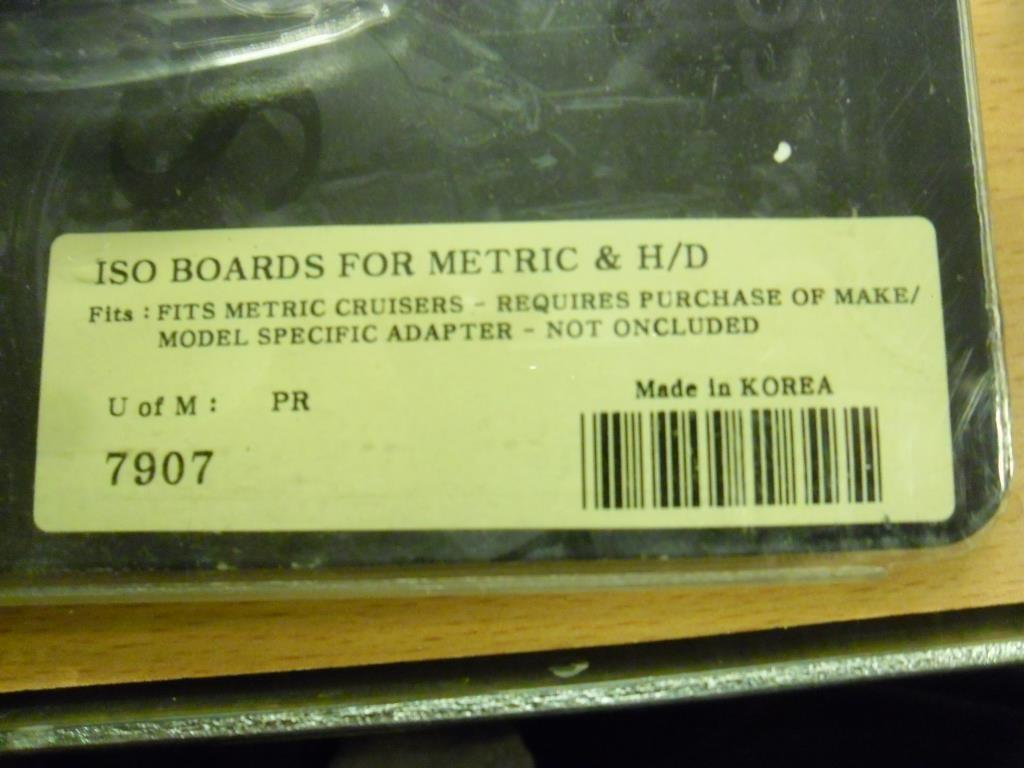 ISO BOARDS FOR METRIC & H/D
Fits : FITS METRIC CRUISERS - REQUIRES PURCHASE OF MAKE/
MODEL SPECIFIC ADAPTER - NOT ONCLUDED
U of M : PR
Made in KOREA
7907